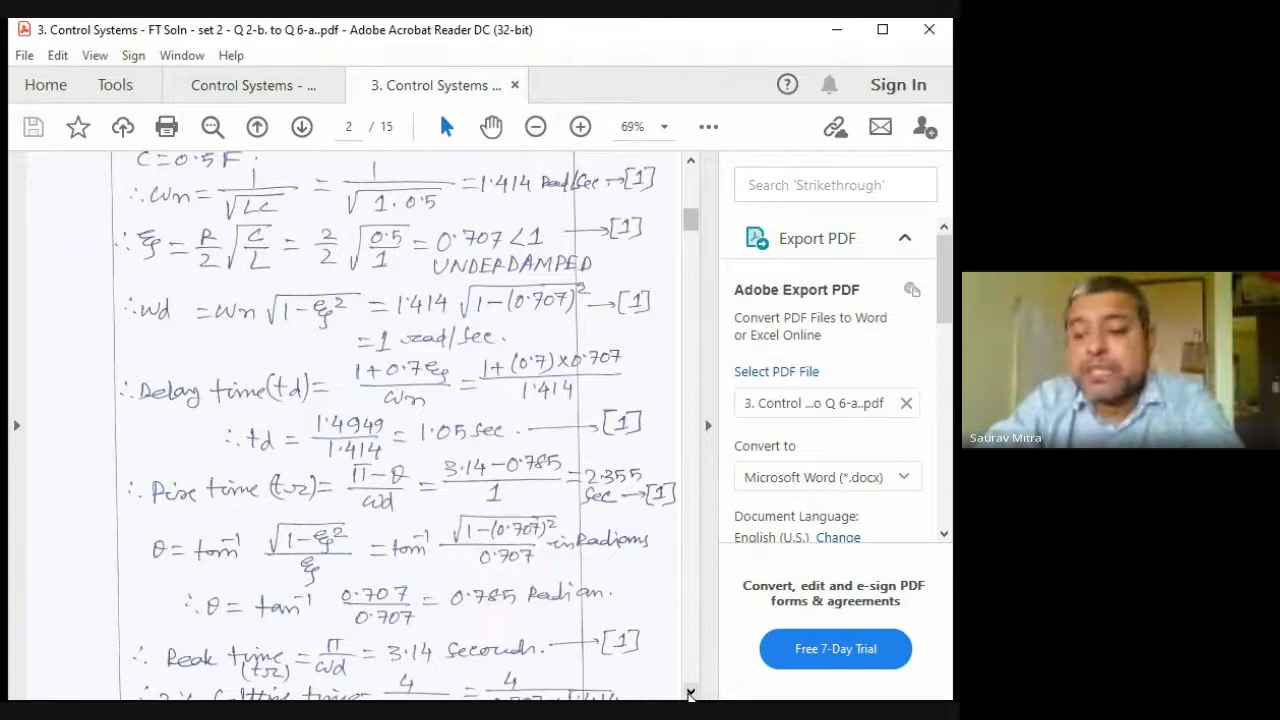 3. Control Systems - FT Soln - set 2 - Q 2-b. to Q 6-a..pdf - Adobe Acrobat Reader DC (32-bit)
File Edit View Sign Window Help
Home Tools Control Systems - ... 3. Control Systems ... × Sign In
2 / 15 69%
C = 0.5 F.
∴ ωn = 1/√LC = 1/√1·0.5 = 1.414 Rad/Sec → [1]
∴ ξ = R/2 √C/L = 2/2 √0.5/1 = 0.707 < 1 → [1]
UNDERDAMPED
∴ ωd = ωn √1-ξ² = 1.414 √1-(0.707)² → [1]
= 1 rad/sec.
∴ Delay time (td) = 1+0.7ξ/ωn = 1+(0.7)×0.707/1.414
∴ td = 1.4949/1.414 = 1.05 sec. → [1]
∴ Rise time (tr) = Π-θ/ωd = 3.14-0.785/1 = 2.355 Sec → [1]
θ = tan⁻¹ √1-ξ²/ξ = tan⁻¹ √1-(0.707)²/0.707 in Radians
∴ θ = tan⁻¹ 0.707/0.707 = 0.785 Radian.
∴ Peak time = Π/ωd = 3.14 Seconds. → [1]
Search 'Strikethrough'
Export PDF
Adobe Export PDF
Convert PDF Files to Word
or Excel Online
Select PDF File
3. Control ...o Q 6-a..pdf ×
Convert to
Microsoft Word (*.docx)
Document Language:
English (U.S.) Change
Convert, edit and e-sign PDF
forms & agreements
Free 7-Day Trial
Saurav Mitra